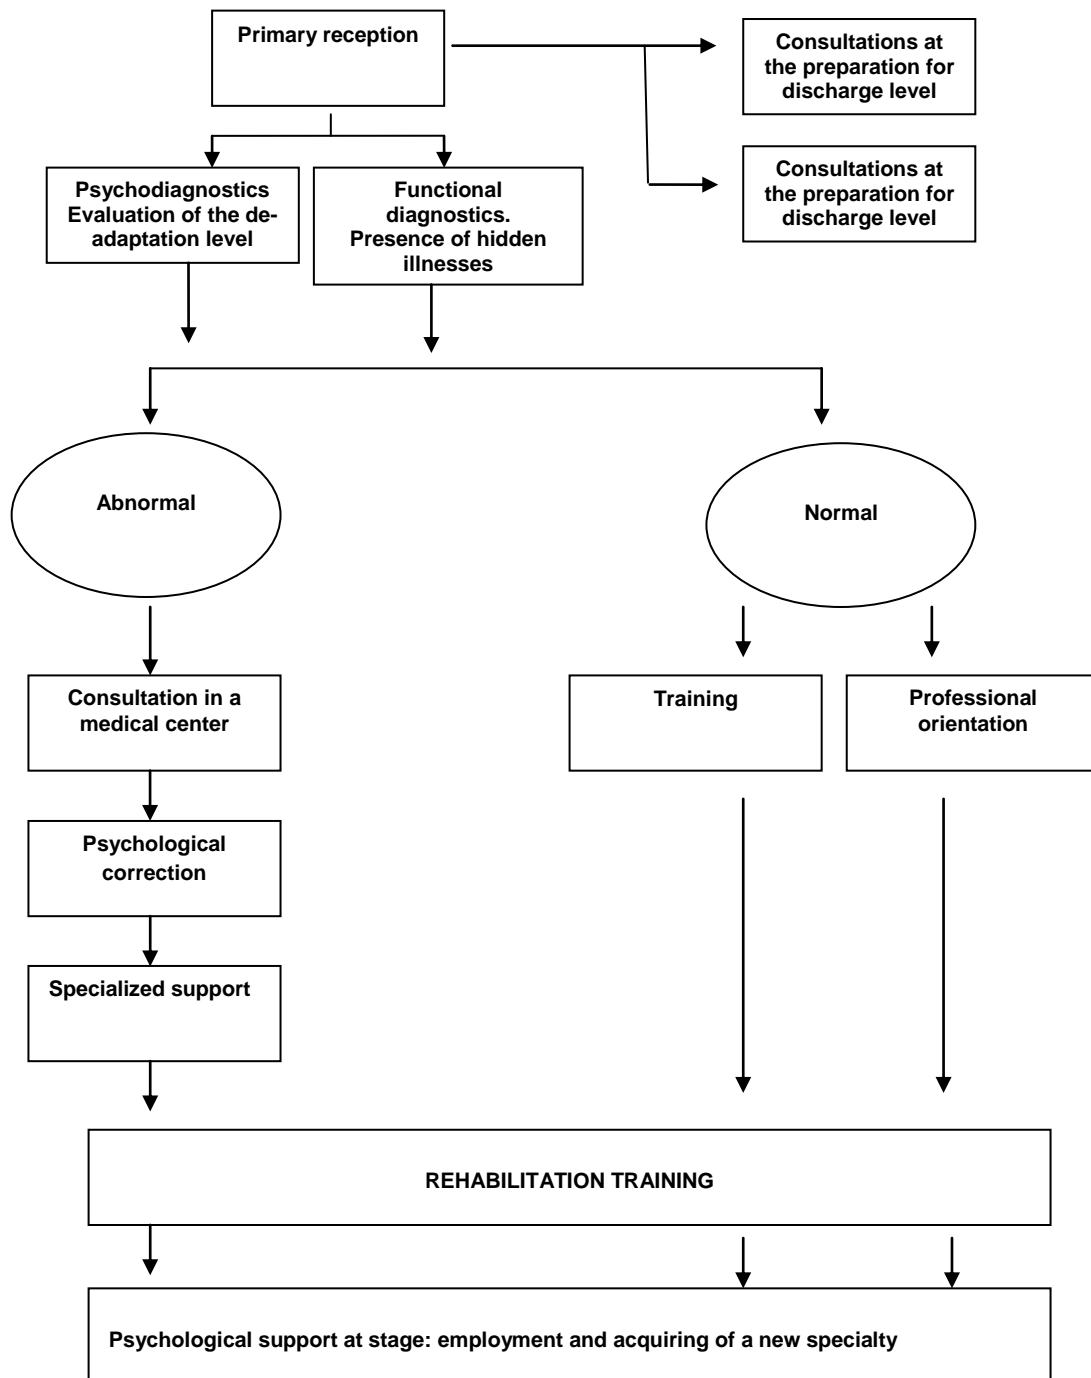 Primary reception
Consultations at
the preparation for
discharge level
Consultations at
the preparation for
discharge level
Psychodiagnostics
Evaluation of the de-
adaptation level
Functional
diagnostics.
Presence of hidden
illnesses
Abnormal
Normal
Consultation in a
medical center
Training
Professional
orientation
Psychological
correction
Specialized support
REHABILITATION TRAINING
Psychological support at stage: employment and acquiring of a new specialty